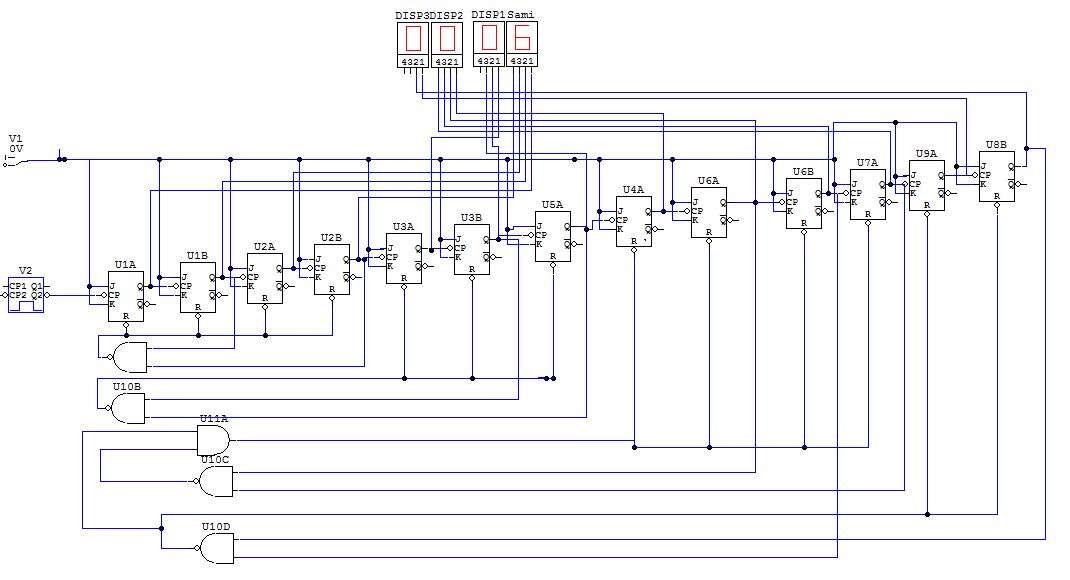 DISP3 DISP2 DISP1 Sami
0 0 0 6
4321 4321 4321 4321
V1
0V
U8B
J Q
CP
K Q
R
U9A
J Q
CP
K Q
R
U7A
J Q
CP
K Q
R
U6B
J Q
CP
K Q
R
U6A
J Q
CP
K Q
R
U4A
J Q
CP
K Q
R
U5A
J Q
CP
K Q
R
U3B
J Q
CP
K Q
R
U3A
J Q
CP
K Q
R
U2B
J Q
CP
K Q
R
U2A
J Q
CP
K Q
R
U1B
J Q
CP
K Q
R
U1A
J Q
CP
K Q
R
V2
CP1 Q1
CP2 Q2
U10B
U11A
U10C
U10D